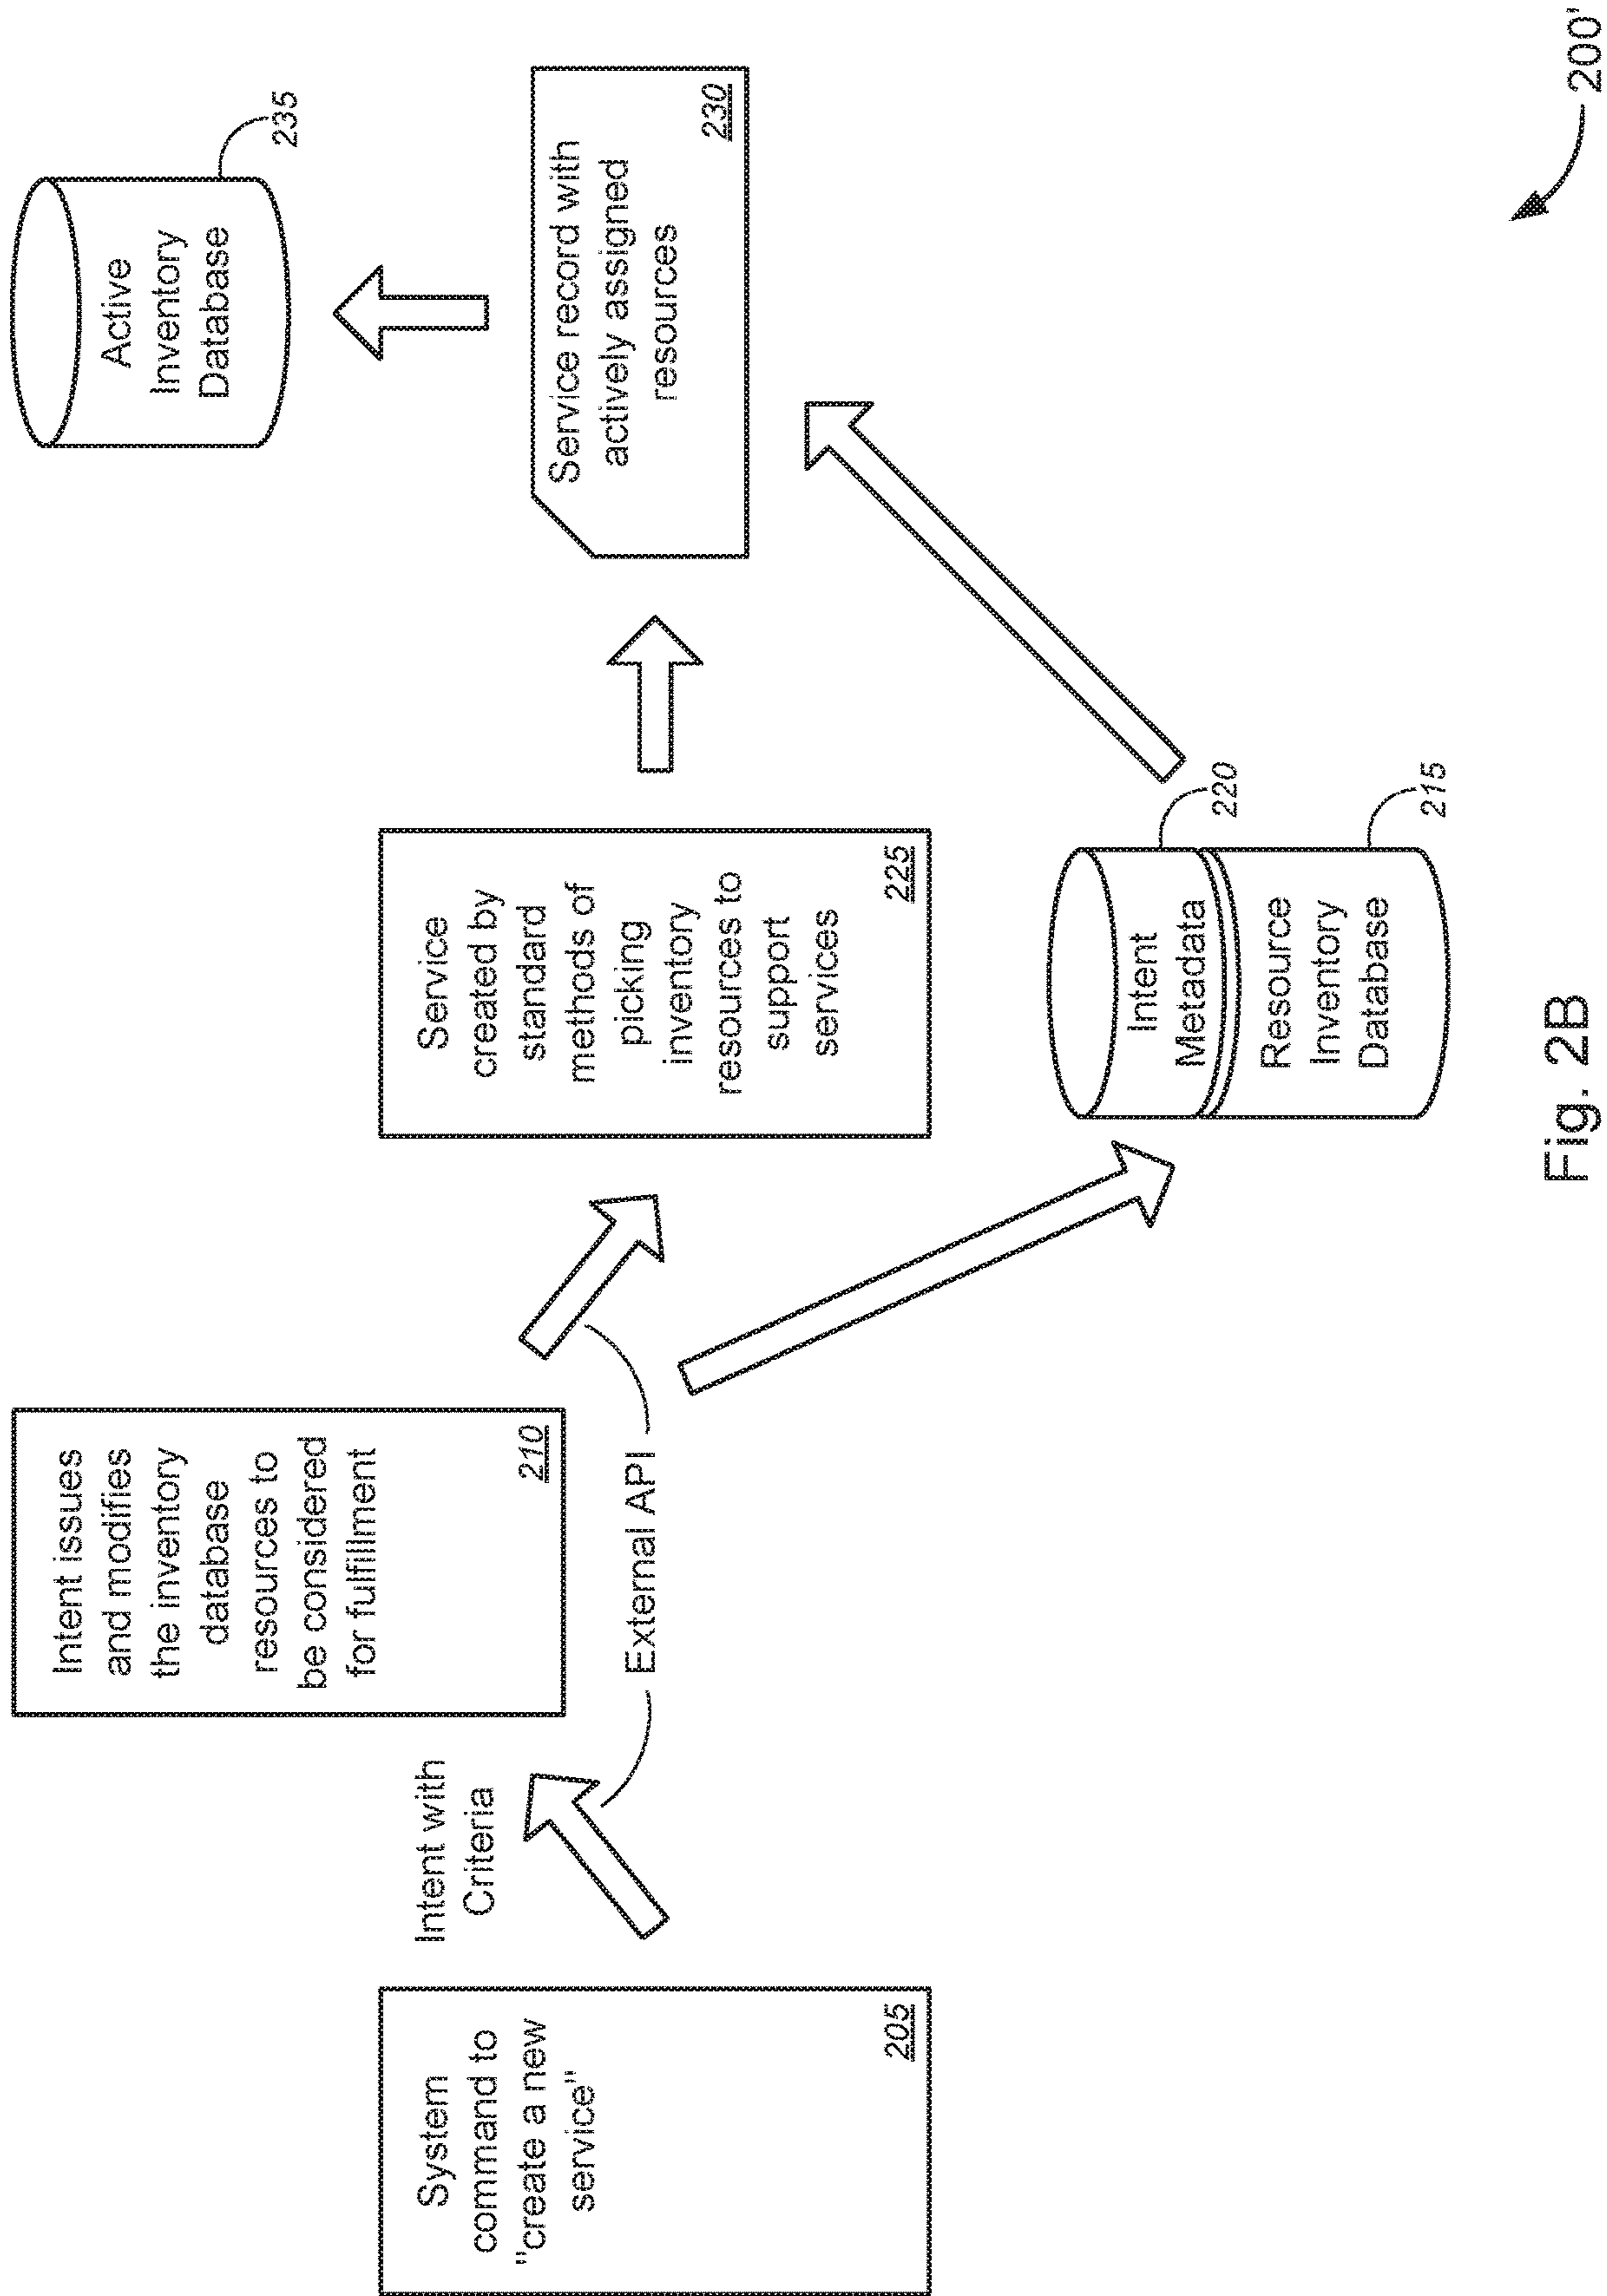 System
command to
"create a new
service"
205
Intent with
Criteria
Intent issues
and modifies
the inventory
database
resources to
be considered
for fulfillment
210
External API
Service
created by
standard
methods of
picking
inventory
resources to
support
services
225
Intent
Metadata
220
Resource
Inventory
Database
215
Service record with
actively assigned
resources
230
Active
Inventory
Database
235
200'
Fig. 2B